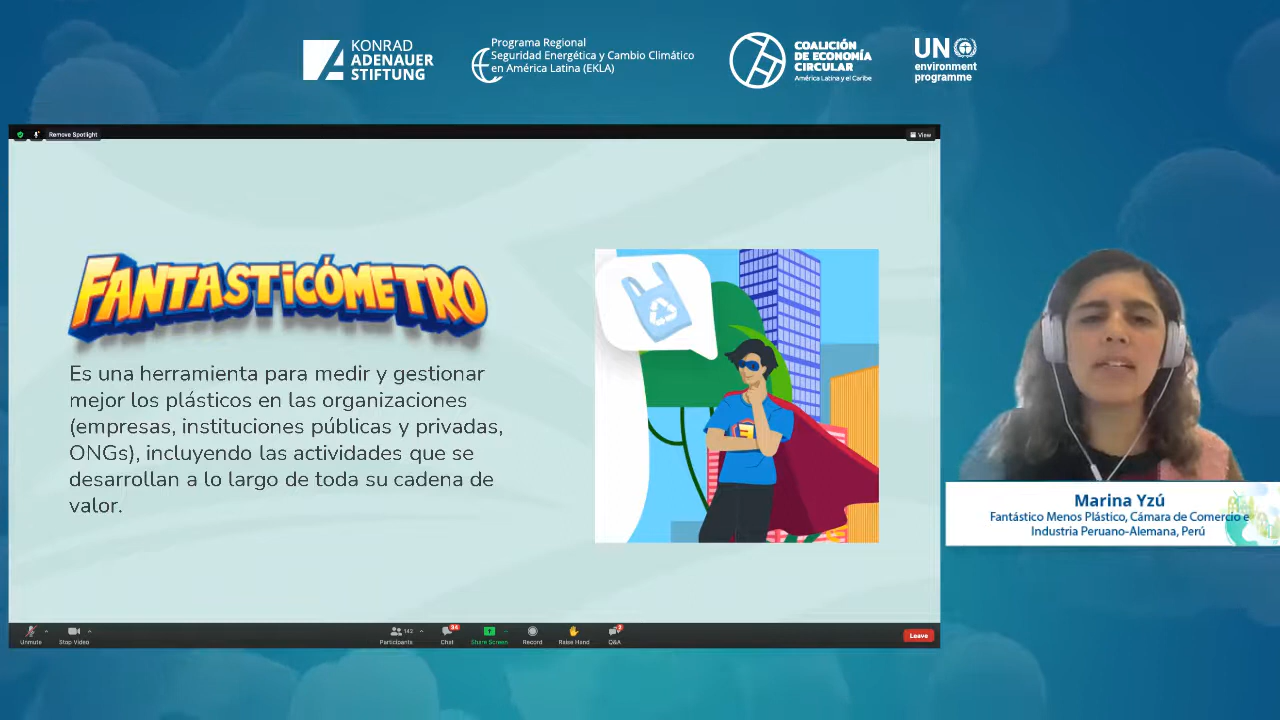 KONRAD
ADENAUER
STIFTUNG
Programa Regional
Seguridad Energética y Cambio Climático
en América Latina (EKLA)
COALICIÓN
DE ECONOMÍA
CIRCULAR
América Latina y el Caribe
UN
environment
programme
Remove Spotlight
View
FANTASTICÓMETRO
Es una herramienta para medir y gestionar
mejor los plásticos en las organizaciones
(empresas, instituciones públicas y privadas,
ONGs), incluyendo las actividades que se
desarrollan a lo largo de toda su cadena de
valor.
Marina Yzú
Fantástico Menos Plástico, Cámara de Comercio e
Industria Peruano-Alemana, Perú
Unmute
Stop Video
142
Participants
Chat
Share Screen
Record
Raise Hand
Q&A
Leave